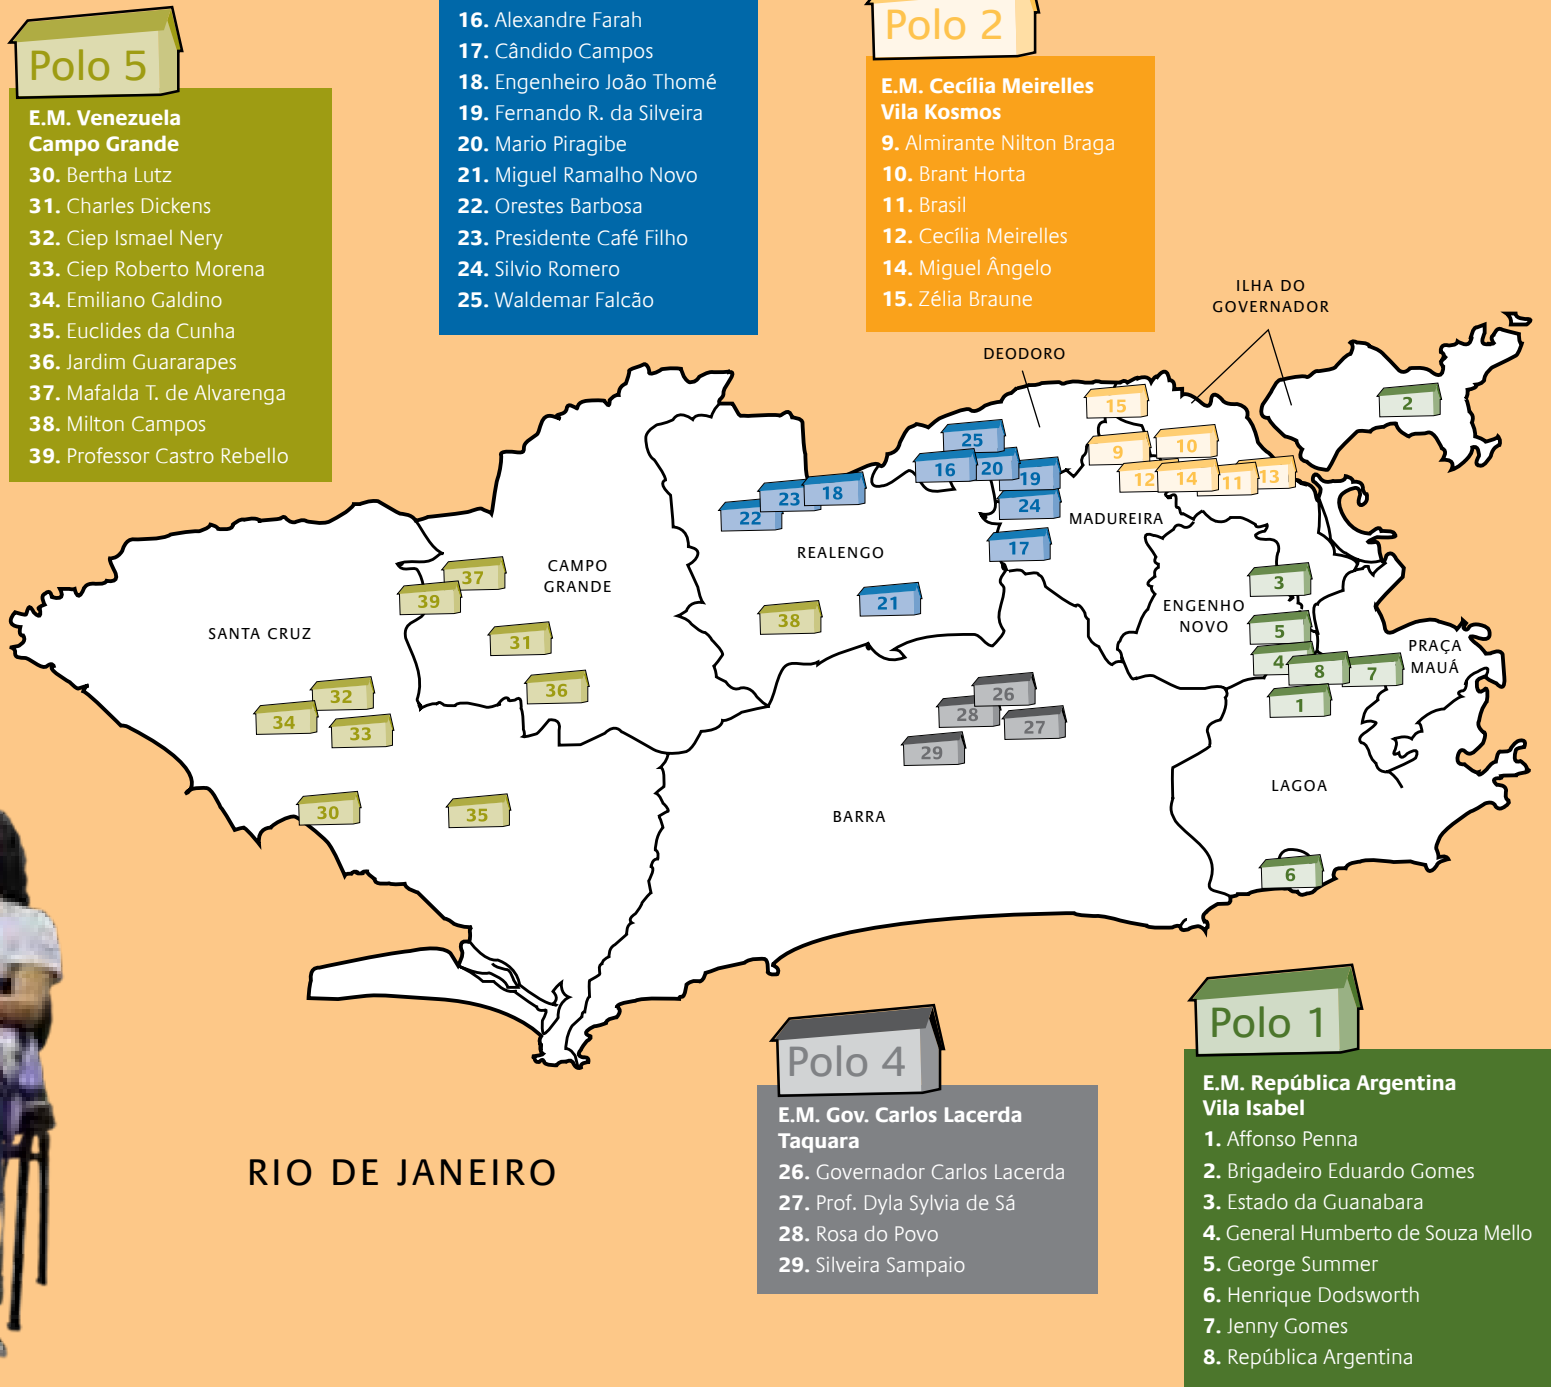 Polo 5
E.M. Venezuela
Campo Grande
30. Bertha Lutz
31. Charles Dickens
32. Ciep Ismael Nery
33. Ciep Roberto Morena
34. Emiliano Galdino
35. Euclides da Cunha
36. Jardim Guararapes
37. Mafalda T. de Alvarenga
38. Milton Campos
39. Professor Castro Rebello
16. Alexandre Farah
17. Cândido Campos
18. Engenheiro João Thomé
19. Fernando R. da Silveira
20. Mario Piragibe
21. Miguel Ramalho Novo
22. Orestes Barbosa
23. Presidente Café Filho
24. Silvio Romero
25. Waldemar Falcão
Polo 2
E.M. Cecília Meirelles
Vila Kosmos
9. Almirante Nilton Braga
10. Brant Horta
11. Brasil
12. Cecília Meirelles
14. Miguel Ângelo
15. Zélia Braune
ILHA DO
GOVERNADOR
DEODORO
2
15
25
10
9
16
20
19
12
14
11
13
22
23
18
24
MADUREIRA
17
REALENGO
CAMPO
GRANDE
37
39
3
21
ENGENHO
NOVO
38
5
SANTA CRUZ
31
PRAÇA
MAUÁ
4
8
7
32
36
26
1
34
33
28
27
29
LAGOA
30
35
BARRA
6
Polo 4
E.M. Gov. Carlos Lacerda
Taquara
26. Governador Carlos Lacerda
27. Prof. Dyla Sylvia de Sá
28. Rosa do Povo
29. Silveira Sampaio
Polo 1
E.M. República Argentina
Vila Isabel
1. Affonso Penna
2. Brigadeiro Eduardo Gomes
3. Estado da Guanabara
4. General Humberto de Souza Mello
5. George Summer
6. Henrique Dodsworth
7. Jenny Gomes
8. República Argentina
RIO DE JANEIRO